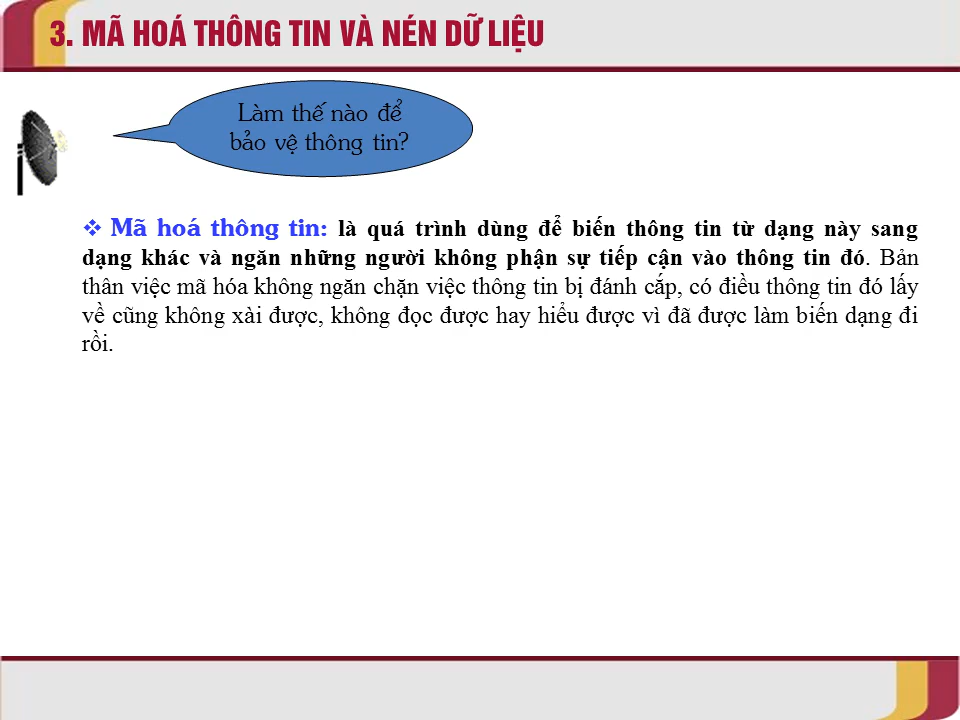 3. MÃ HOÁ THÔNG TIN VÀ NÉN DỮ LIỆU
Làm thế nào để
bảo vệ thông tin?
❖ Mã hoá thông tin: là quá trình dùng để biến thông tin từ dạng này sang
dạng khác và ngăn những người không phận sự tiếp cận vào thông tin đó. Bản
thân việc mã hóa không ngăn chặn việc thông tin bị đánh cắp, có điều thông tin đó lấy
về cũng không xài được, không đọc được hay hiểu được vì đã được làm biến dạng đi
rồi.